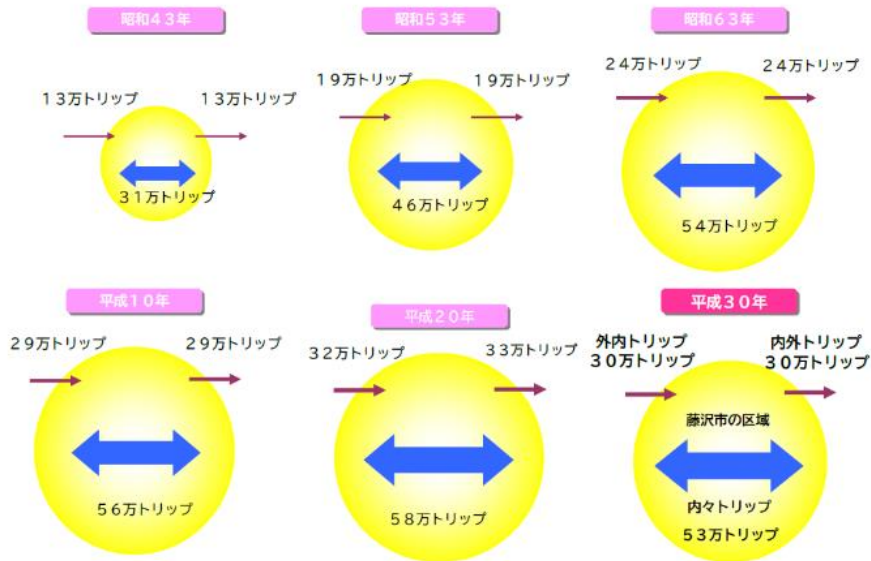 昭和４３年
１３万トリップ
１３万トリップ
３１万トリップ
昭和５３年
１９万トリップ
１９万トリップ
４６万トリップ
昭和６３年
２４万トリップ
２４万トリップ
５４万トリップ
平成１０年
２９万トリップ
２９万トリップ
５６万トリップ
平成２０年
３２万トリップ
３３万トリップ
５８万トリップ
平成３０年
外内トリップ
３０万トリップ
内外トリップ
３０万トリップ
藤沢市の区域
内々トリップ
５３万トリップ